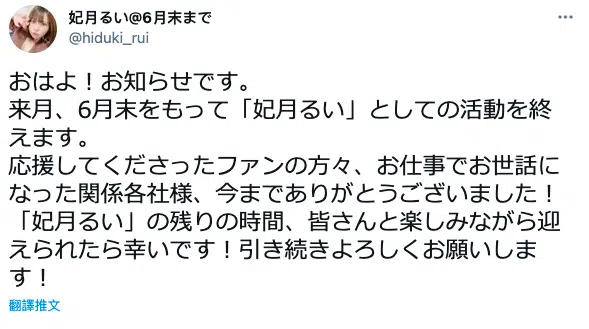 妃月るい@6月末まで
@hiduki_rui
おはよ！お知らせです。
来月、6月末をもって「妃月るい」としての活動を終
えます。
応援してくださったファンの方々、お仕事でお世話に
なった関係各社様、今までありがとうございました！
「妃月るい」の残りの時間、皆さんと楽しみながら迎
えられたら幸いです！引き続きよろしくお願いしま
す！
翻譯推文